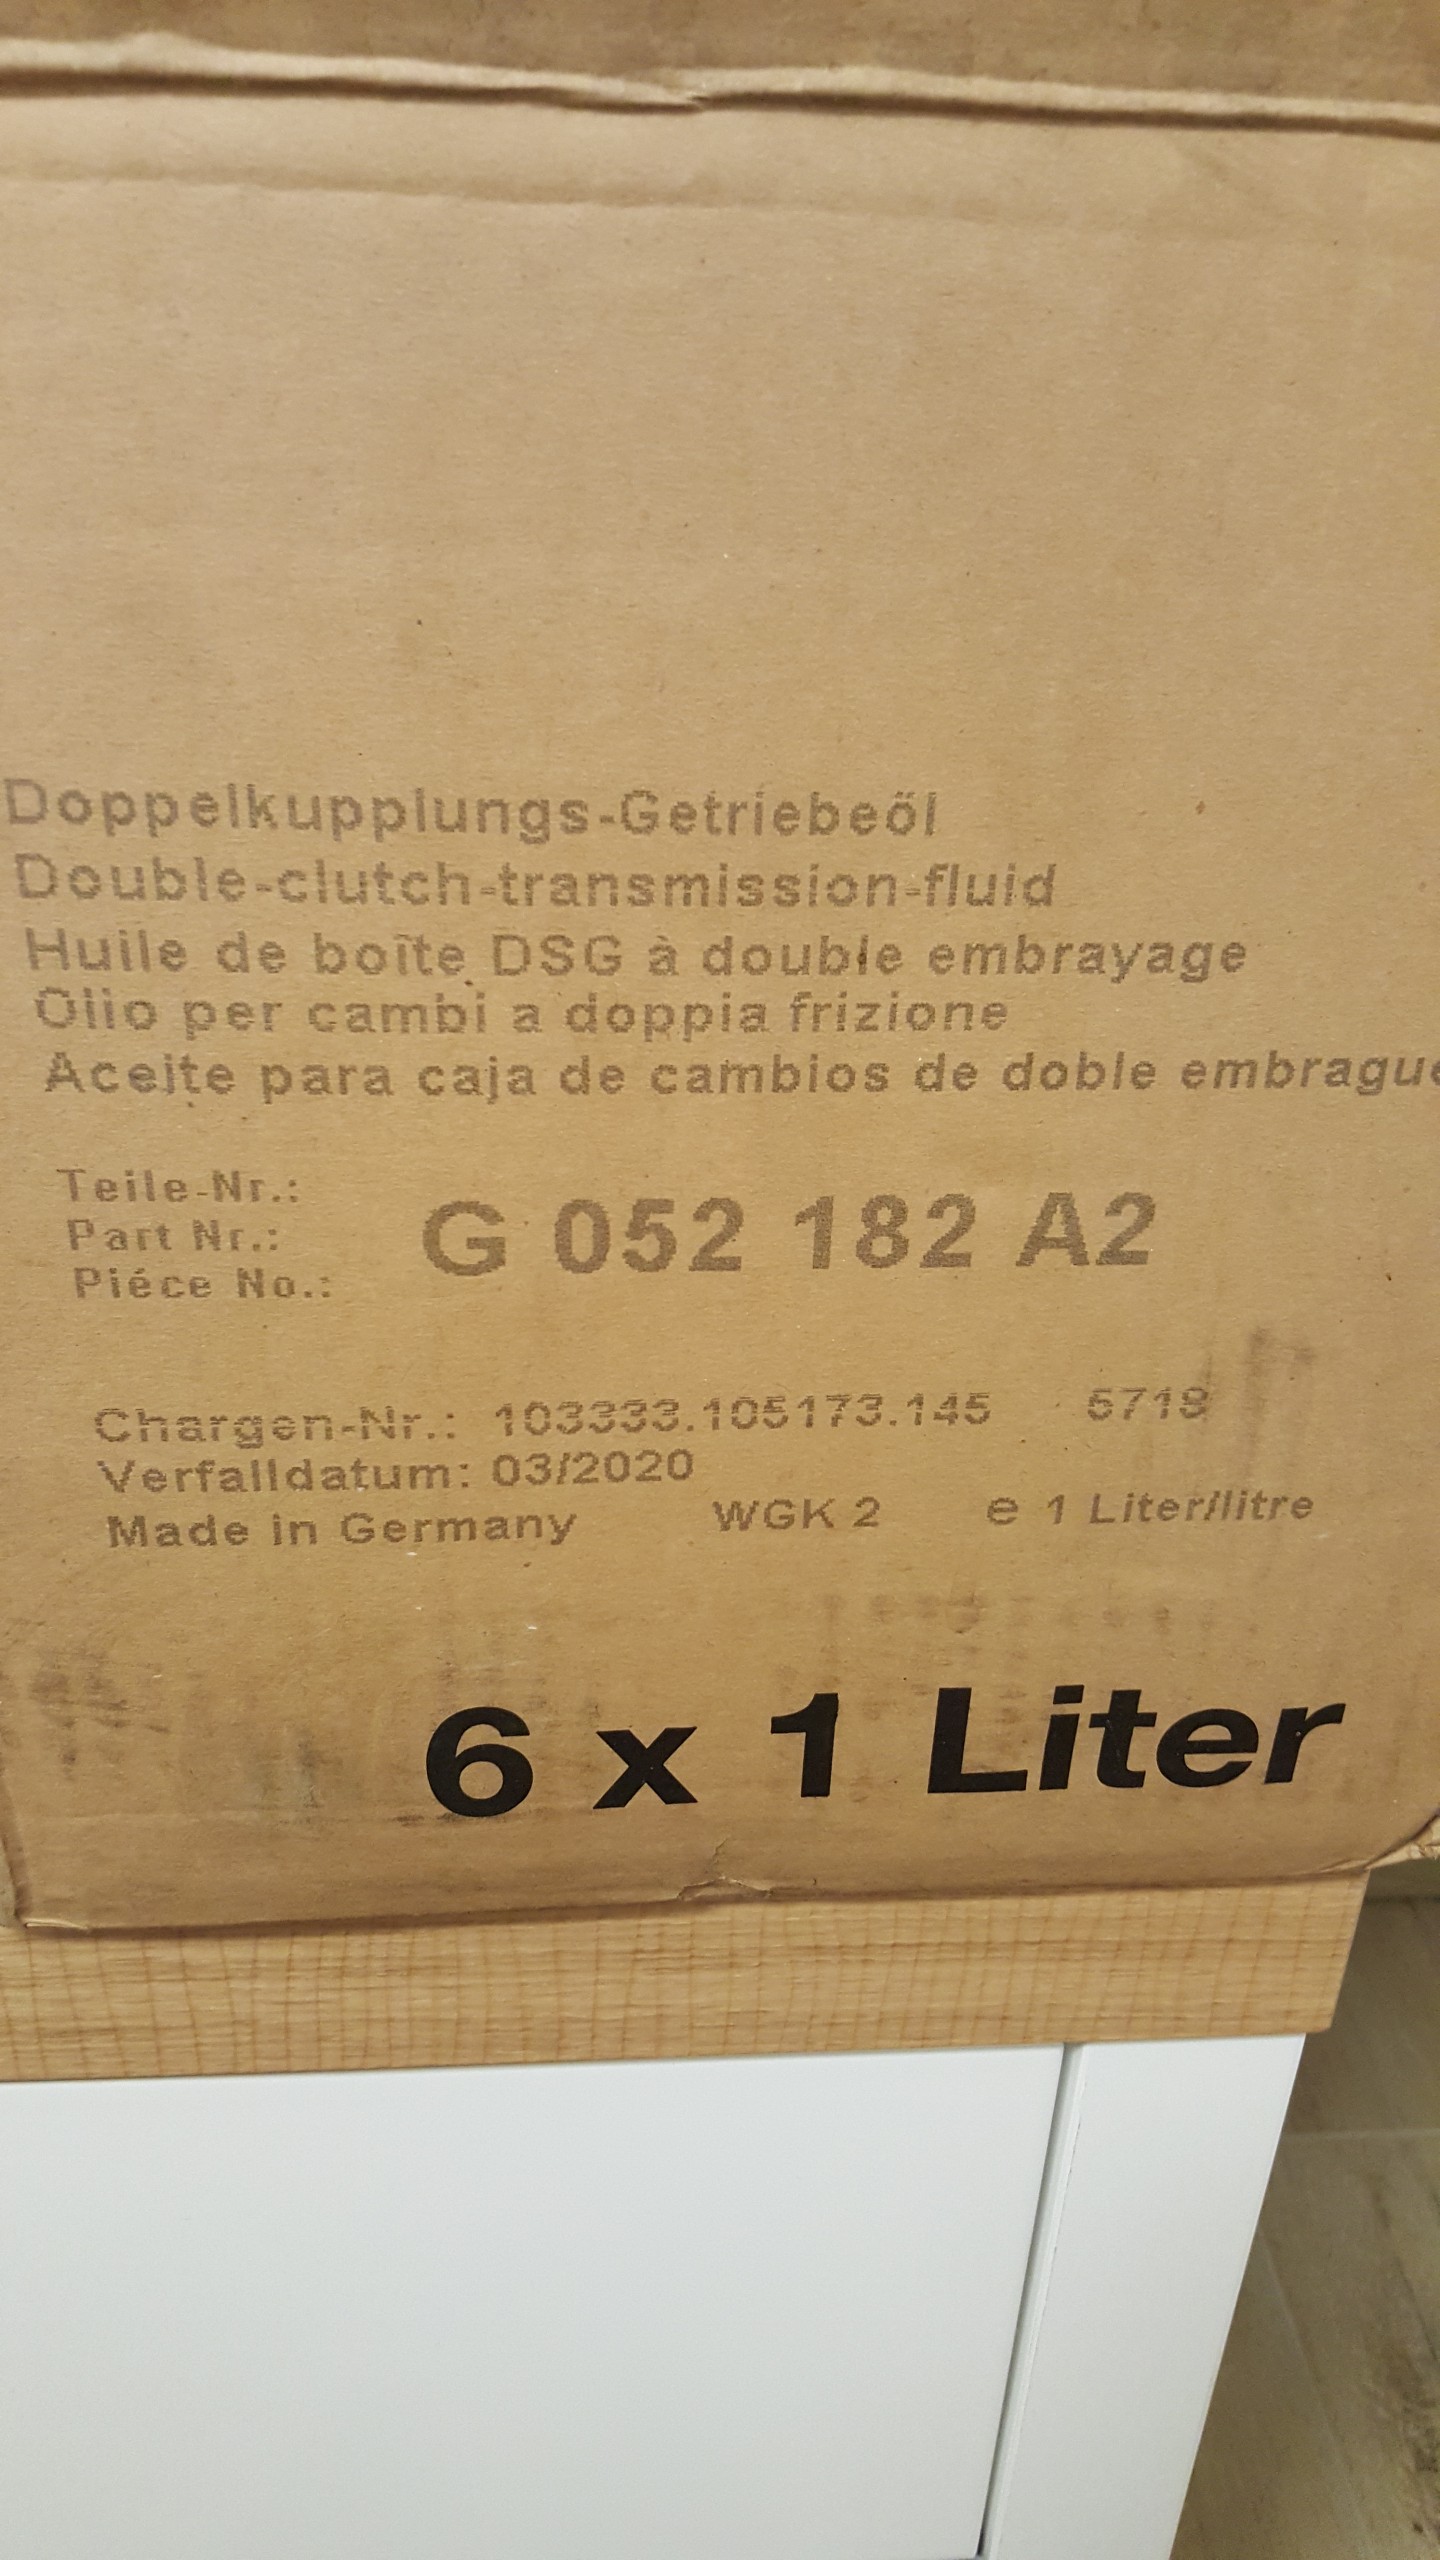 Doppelkupplungs-Getriebeöl
Double-clutch-transmission-fluid
Huile de boîte DSG à double embrayage
Olio per cambi a doppia frizione
Aceite para caja de cambios de doble embrague
Teile-Nr.:
Part Nr.:
Piéce No.:
G 052 182 A2
Chargen-Nr.: 103333.105173.145
Verfalldatum: 03/2020
Made in Germany WGK 2 e 1 Liter/litre
6 x 1 Liter